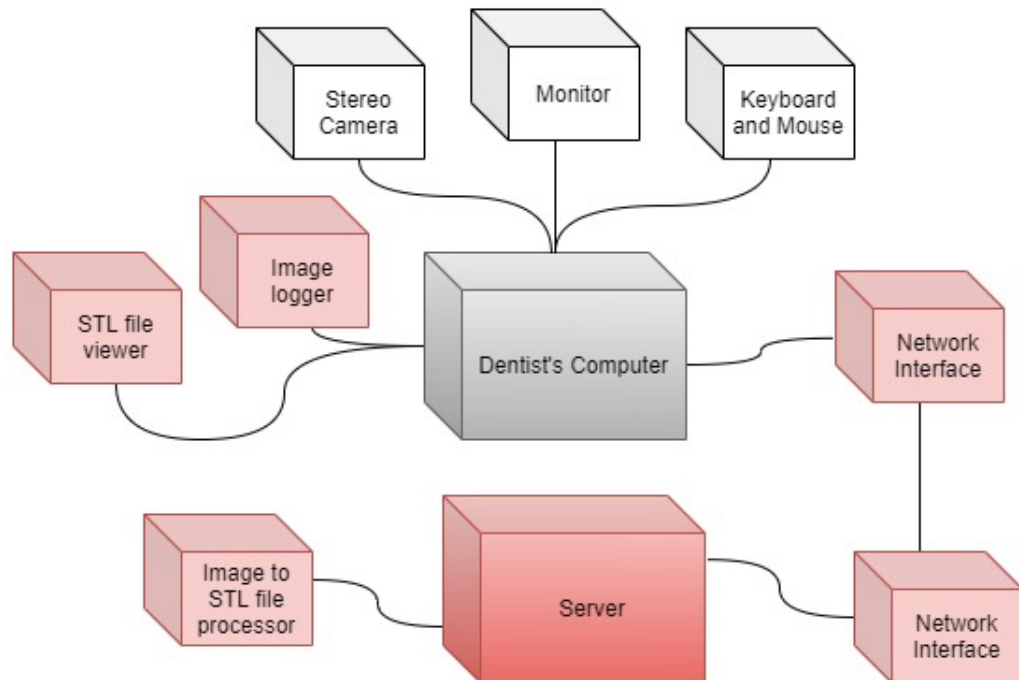 Stereo
Camera
Monitor
Keyboard
and Mouse
Image
logger
STL file
viewer
Dentist's Computer
Network
Interface
Image to
STL file
processor
Server
Network
Interface